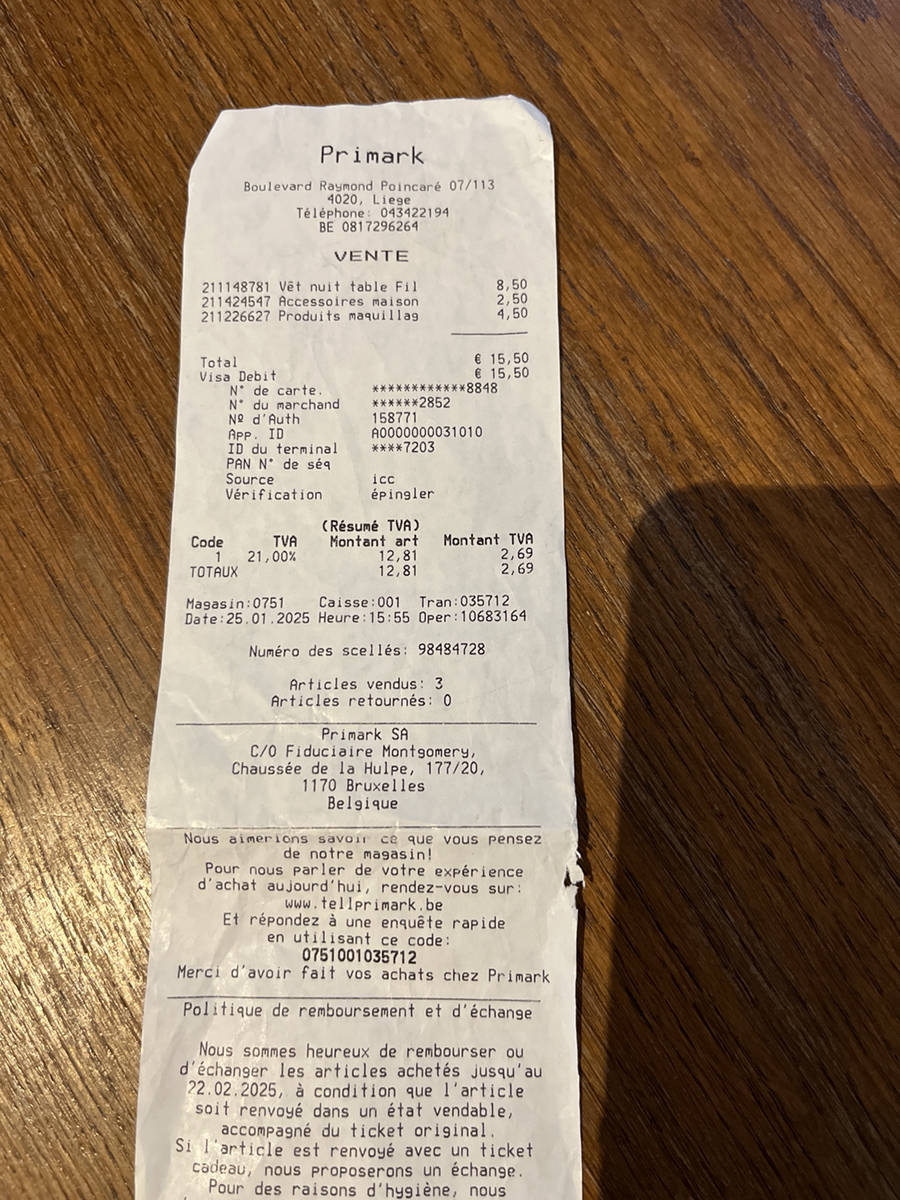 Primark
Boulevard Raymond Poincaré 07/113
4020, Liege
Téléphone: 043422194
BE 0817296264
VENTE
211148781 Vêt nuit table Fil 8,50
211424547 Accessoires maison 2,50
211226627 Produits maquillag 4,50
Total € 15,50
Visa Debit € 15,50
N° de carte. ************8848
N° du marchand ******2852
Nº d'Auth 158771
App. ID A0000000031010
ID du terminal ****7203
PAN N° de séq
Source icc
Vérification épingler
(Résumé TVA)
Code TVA Montant art Montant TVA
1 21,00% 12,81 2,69
TOTAUX 12,81 2,69
Magasin:0751 Caisse:001 Tran:035712
Date:25.01.2025 Heure:15:55 Oper:10683164
Numéro des scellés: 98484728
Articles vendus: 3
Articles retournés: 0
Primark SA
C/O Fiduciaire Montgomery,
Chaussée de la Hulpe, 177/20,
1170 Bruxelles
Belgique
Nous aimerions savoir ce que vous pensez
de notre magasin!
Pour nous parler de votre expérience
d'achat aujourd'hui, rendez-vous sur:
www.tellprimark.be
Et répondez à une enquête rapide
en utilisant ce code:
0751001035712
Merci d'avoir fait vos achats chez Primark
Politique de remboursement et d'échange
Nous sommes heureux de rembourser ou
d'échanger les articles achetés jusqu'au
22.02.2025, à condition que l'article
soit renvoyé dans un état vendable,
accompagné du ticket original.
Si l'article est renvoyé avec un ticket
cadeau, nous proposerons un échange.
Pour des raisons d'hygiène, nous